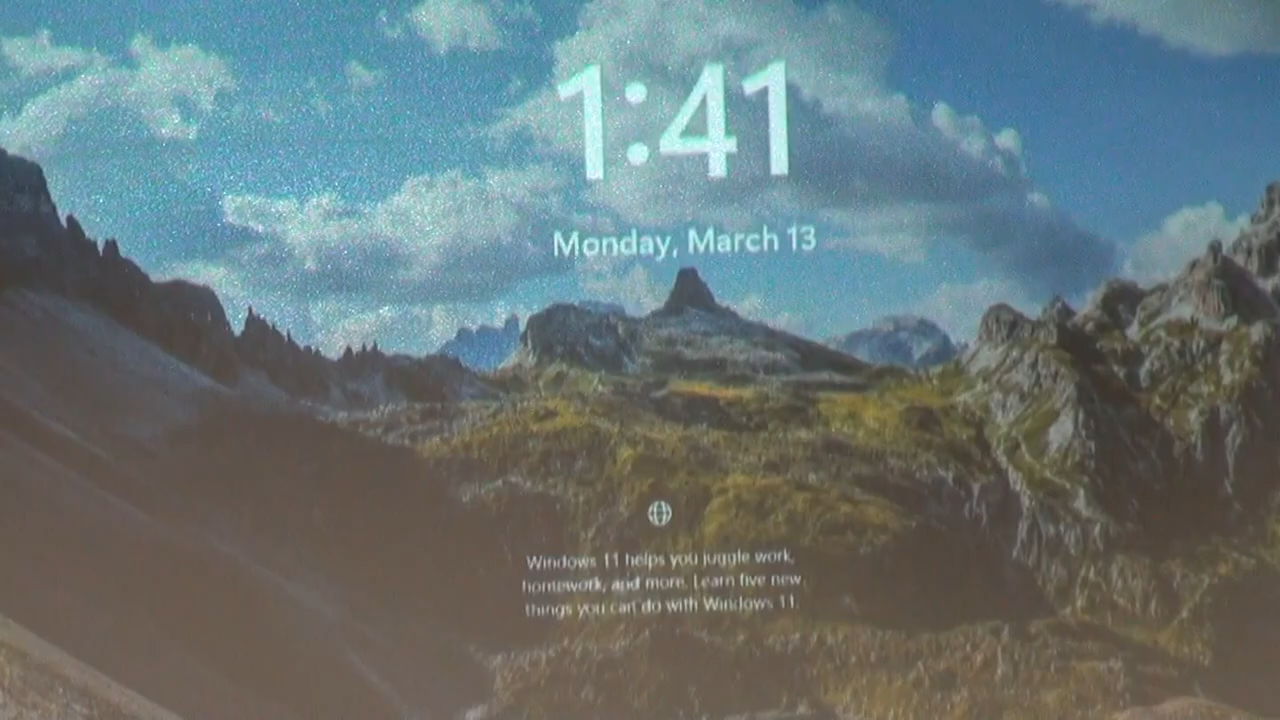 1:41
Monday, March 13
Windows 11 helps you juggle work,
homework, and more. Learn five new
things you can do with Windows 11.